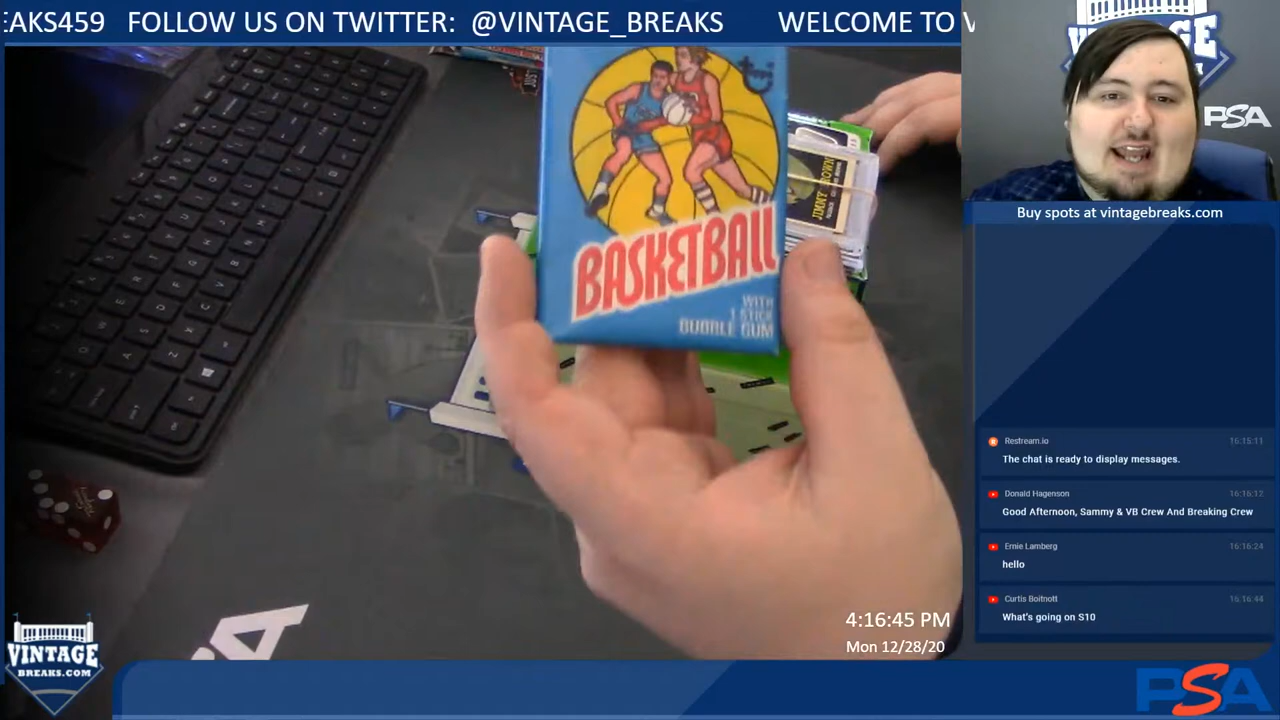 EAKS459 FOLLOW US ON TWITTER: @VINTAGE_BREAKS WELCOME TO V
PSA
Buy spots at vintagebreaks.com
BASKETBALL
WITH
1 STICK
BUBBLE GUM
JIMMY BROWN
Restream.io 16:15:11
The chat is ready to display messages.
Donald Hagenson 16:16:12
Good Afternoon, Sammy & VB Crew And Breaking Crew
Ernie Lamberg 16:16:24
hello
Curtis Boitnott 16:16:44
What's going on S10
4:16:45 PM
Mon 12/28/20
VINTAGE
BREAKS.COM
PSA